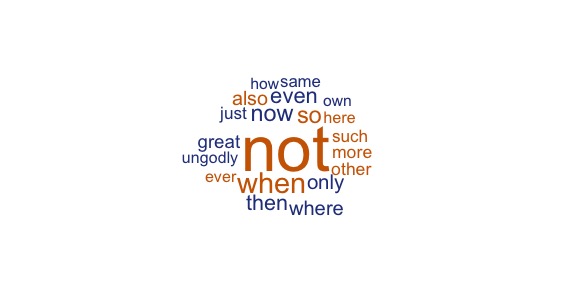 how same
also even own
just now so here
great not such
ungodly more
ever when only other
then where